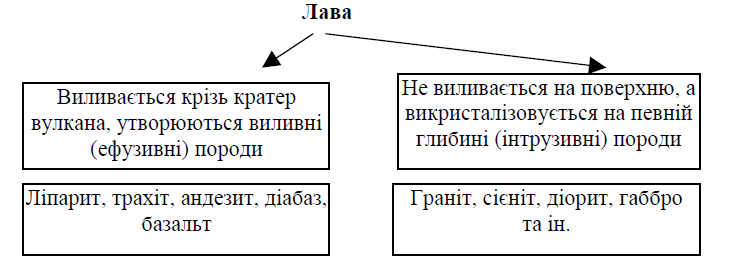 Лава
Виливається крізь кратер
вулкана, утворюються виливні
(ефузивні) породи
Не виливається на поверхню, а
викристалізовується на певній
глибині (інтрузивні) породи
Ліпарит, трахіт, андезит, діабаз,
базальт
Граніт, сієніт, діорит, габбро
та ін.